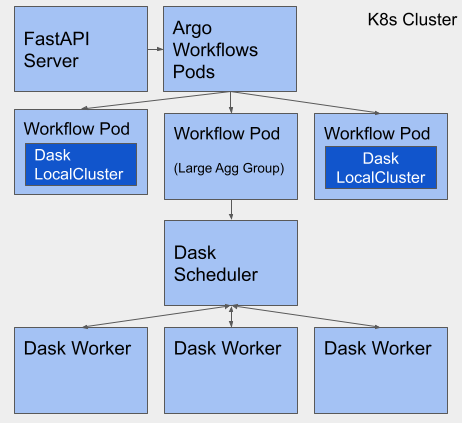 K8s Cluster
FastAPI
Server
Argo
Workflows
Pods
Workflow Pod
Dask
LocalCluster
Workflow Pod
(Large Agg Group)
Workflow Pod
Dask
LocalCluster
Dask
Scheduler
Dask Worker
Dask Worker
Dask Worker